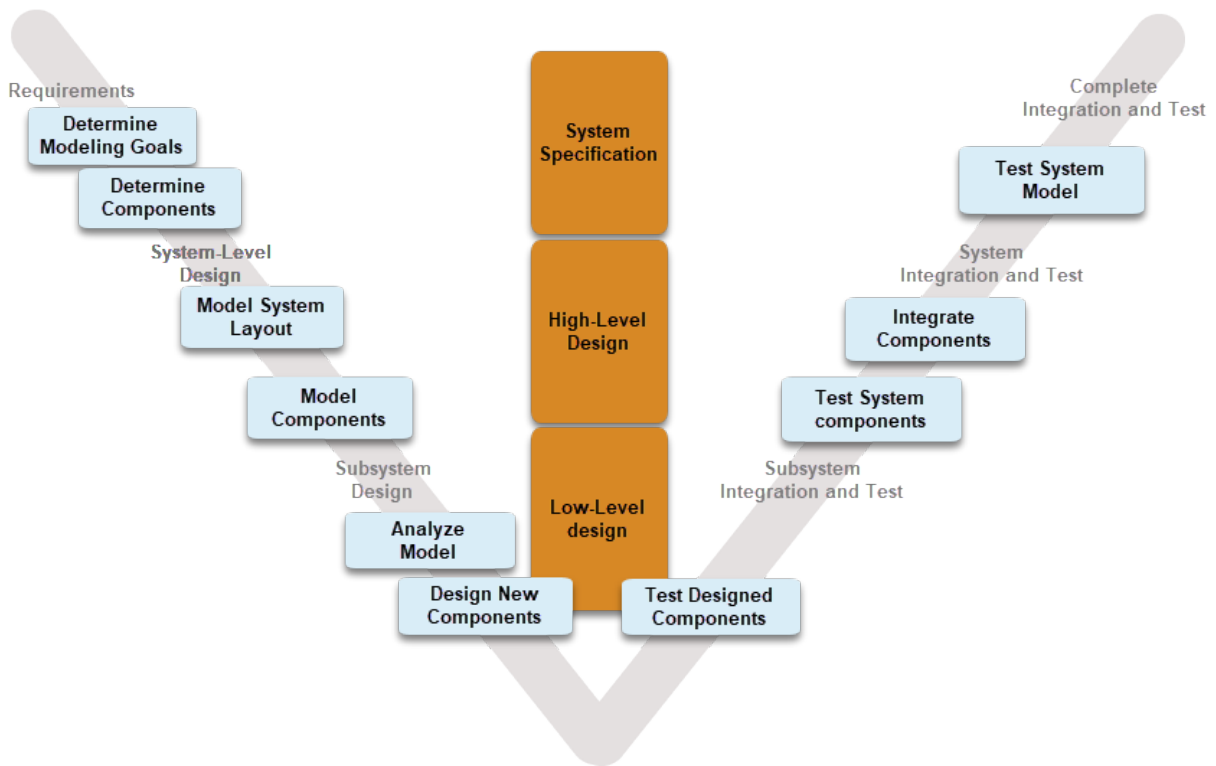 Requirements
Determine
Modeling Goals
Determine
Components
System-Level
Design
Model System
Layout
Model
Components
Subsystem
Design
Analyze
Model
Design New
Components
System
Specification
High-Level
Design
Low-Level
design
Complete
Integration and Test
Test System
Model
System
Integration and Test
Integrate
Components
Test System
components
Subsystem
Integration and Test
Test Designed
Components